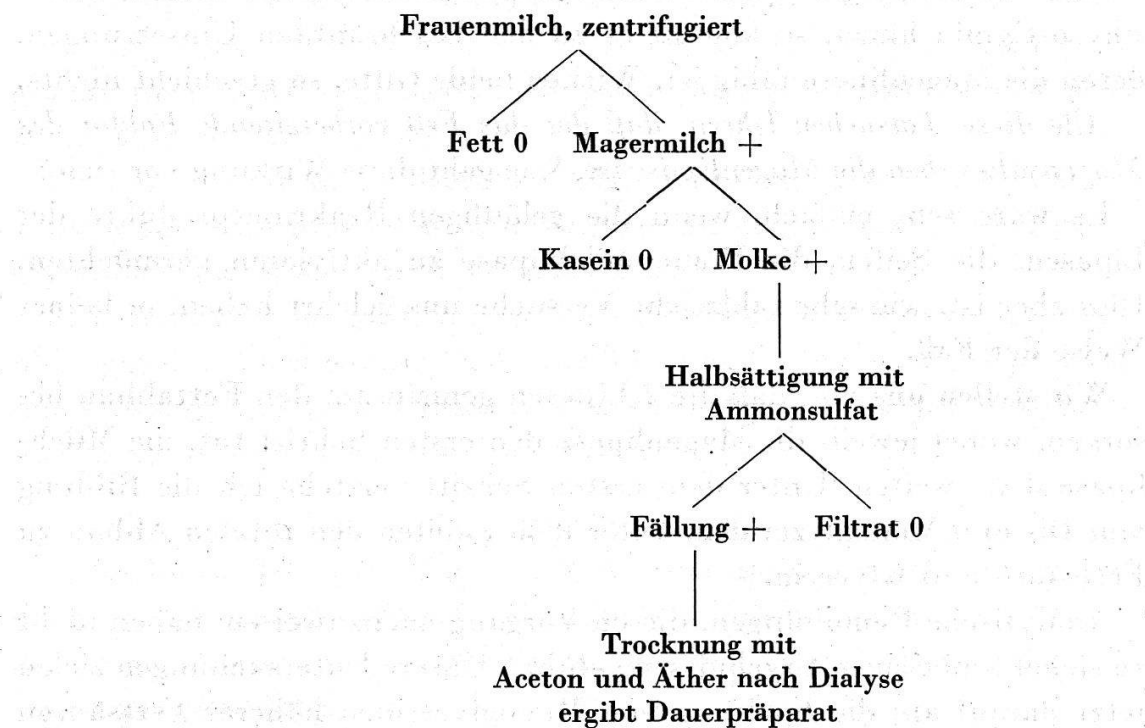 Frauenmilch, zentrifugiert
Fett 0 Magermilch +
Kasein 0 Molke +
Halbsättigung mit
Ammonsulfat
Fällung + Filtrat 0
Trocknung mit
Aceton und Äther nach Dialyse
ergibt Dauerpräparat